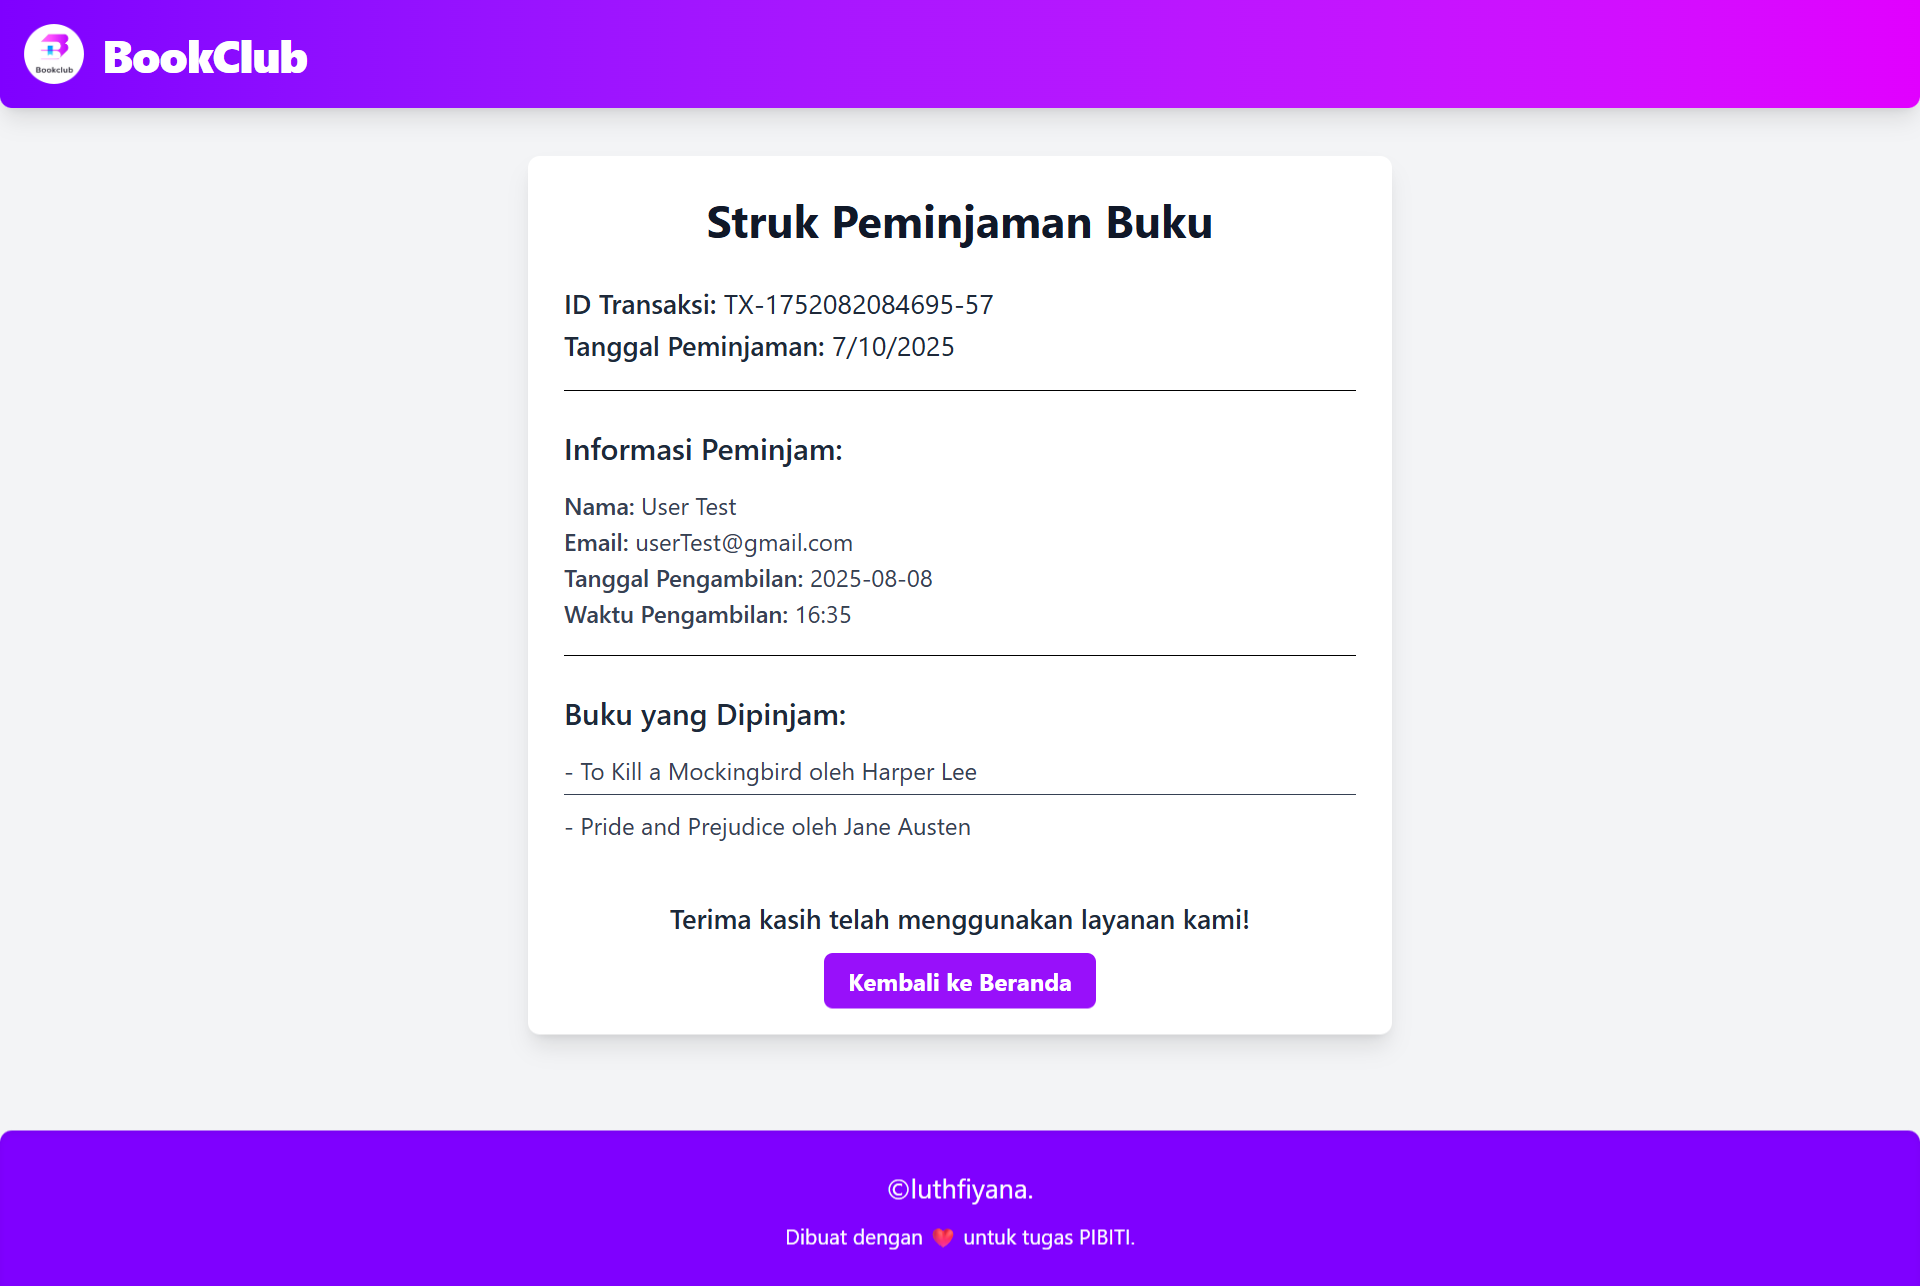 Bookclub
BookClub
Struk Peminjaman Buku
ID Transaksi: TX-1752082084695-57
Tanggal Peminjaman: 7/10/2025
Informasi Peminjam:
Nama: User Test
Email: userTest@gmail.com
Tanggal Pengambilan: 2025-08-08
Waktu Pengambilan: 16:35
Buku yang Dipinjam:
- To Kill a Mockingbird oleh Harper Lee
- Pride and Prejudice oleh Jane Austen
Terima kasih telah menggunakan layanan kami!
Kembali ke Beranda
©luthfiyana.
Dibuat dengan ❤️ untuk tugas PIBITI.